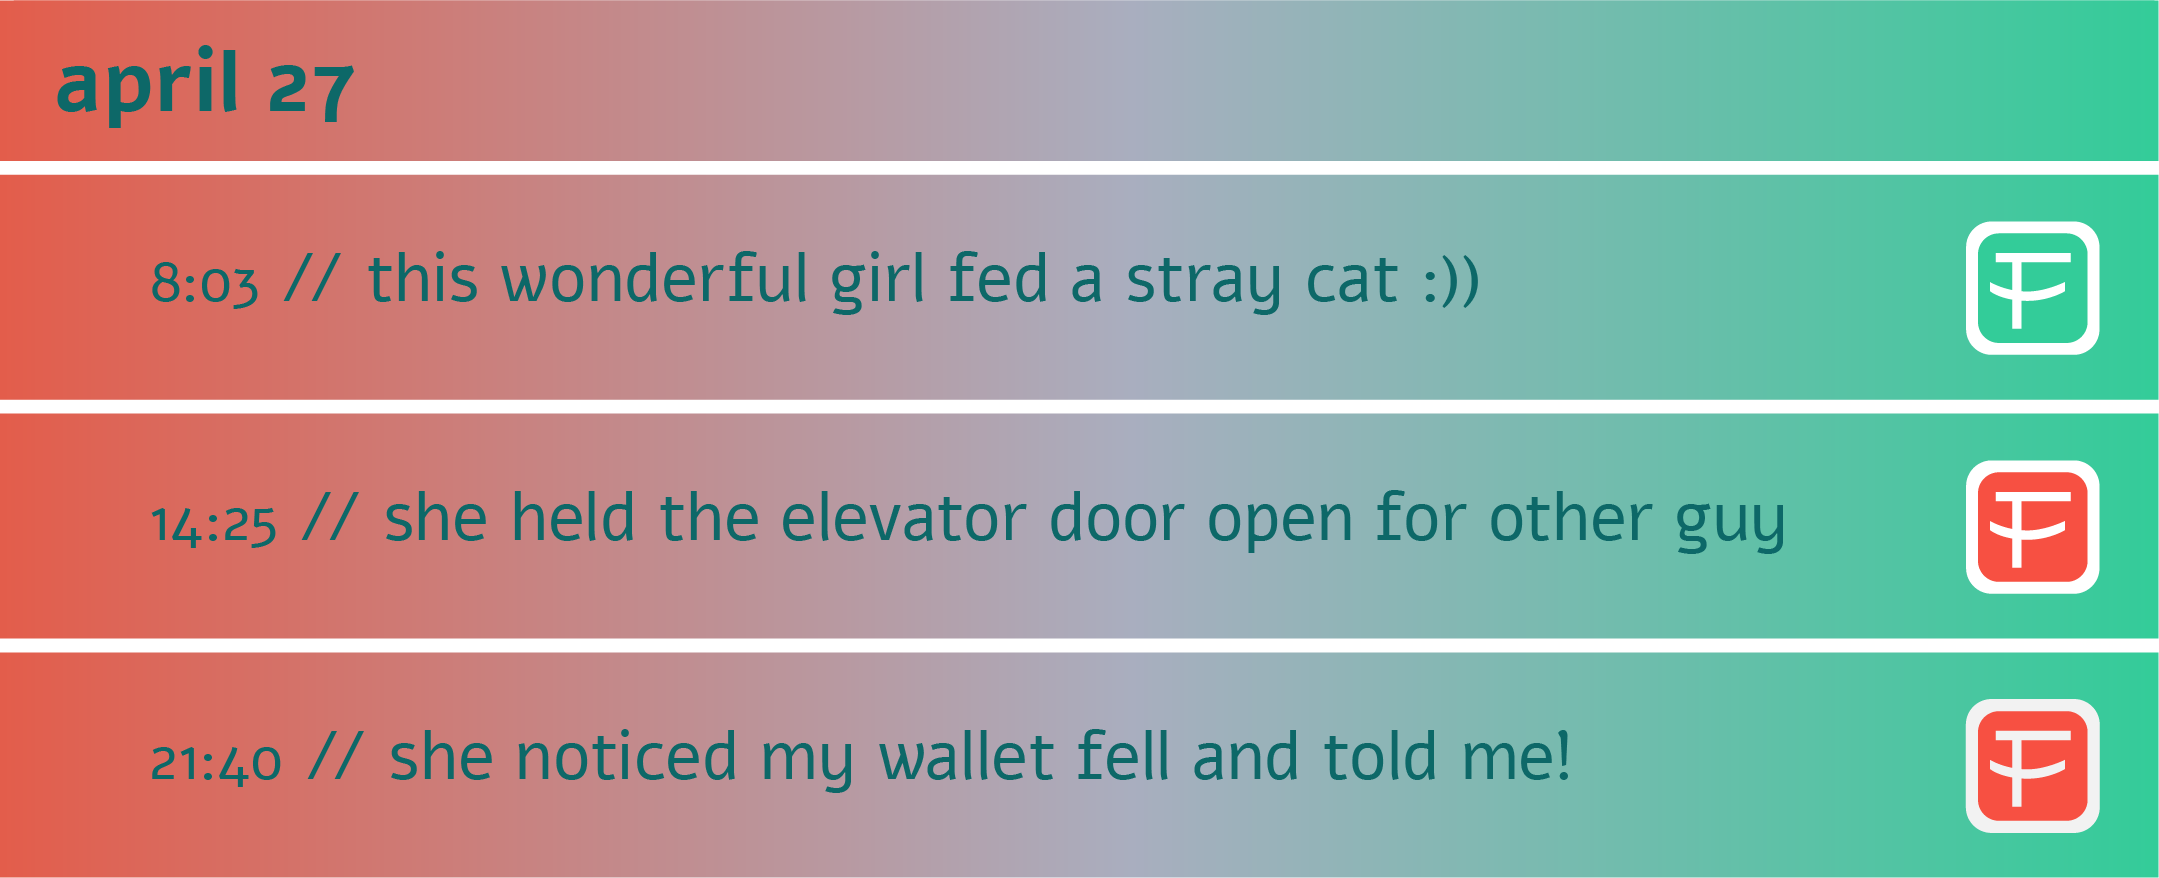 april 27
8:03 // this wonderful girl fed a stray cat :))
14:25 // she held the elevator door open for other guy
21:40 // she noticed my wallet fell and told me!